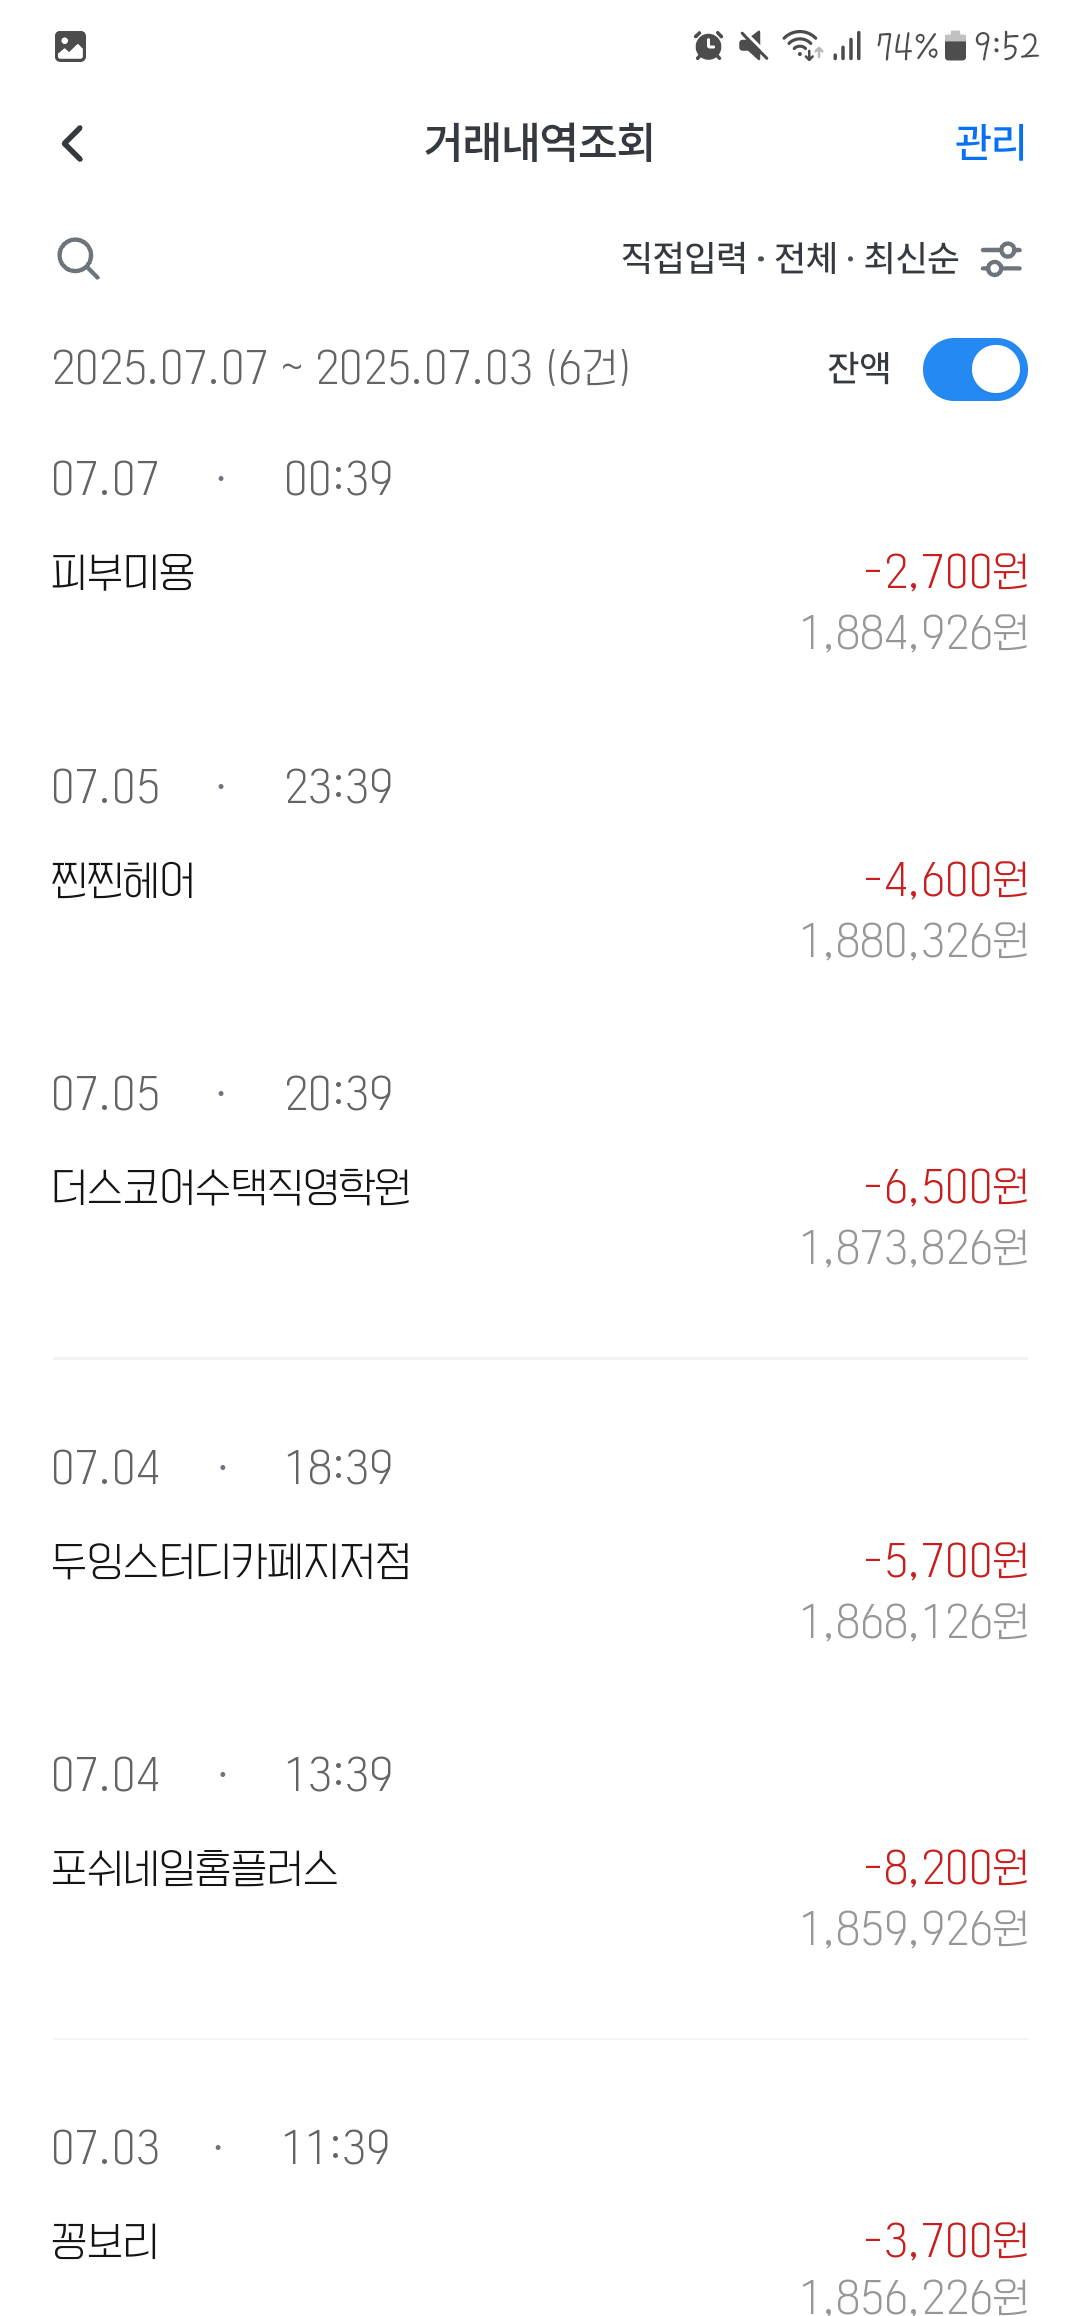 74% 9:52
거래내역조회 관리
직접입력 · 전체 · 최신순
2025.07.07 ~ 2025.07.03 (6건) 잔액
07.07 · 00:39
피부미용 -2,700원
1,884,926원
07.05 · 23:39
찐찐헤어 -4,600원
1,880,326원
07.05 · 20:39
더스코어수택직영학원 -6,500원
1,873,826원
07.04 · 18:39
두잉스터디카페지저점 -5,700원
1,868,126원
07.04 · 13:39
포쉬네일홈플러스 -8,200원
1,859,926원
07.03 · 11:39
꽁보리 -3,700원
1,856,226원